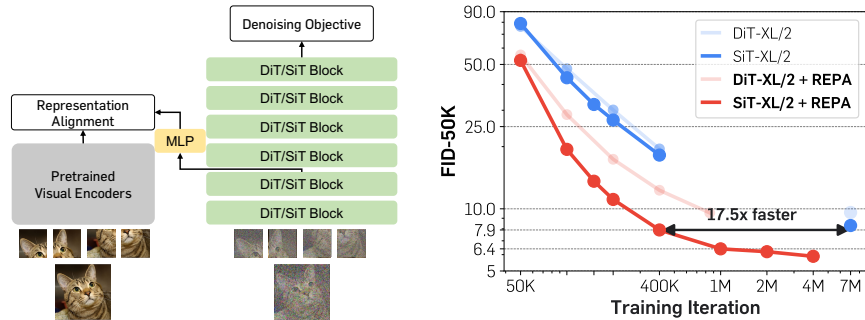 Denoising Objective
DiT/SiT Block
DiT/SiT Block
DiT/SiT Block
DiT/SiT Block
DiT/SiT Block
DiT/SiT Block
Representation
Alignment
MLP
Pretrained
Visual Encoders
FID-50K
90.0
50.0
25.0
10.0
7.9
6.4
5
DiT-XL/2
SiT-XL/2
DiT-XL/2 + REPA
SiT-XL/2 + REPA
17.5x faster
50K
400K
1M
2M
4M
7M
Training Iteration